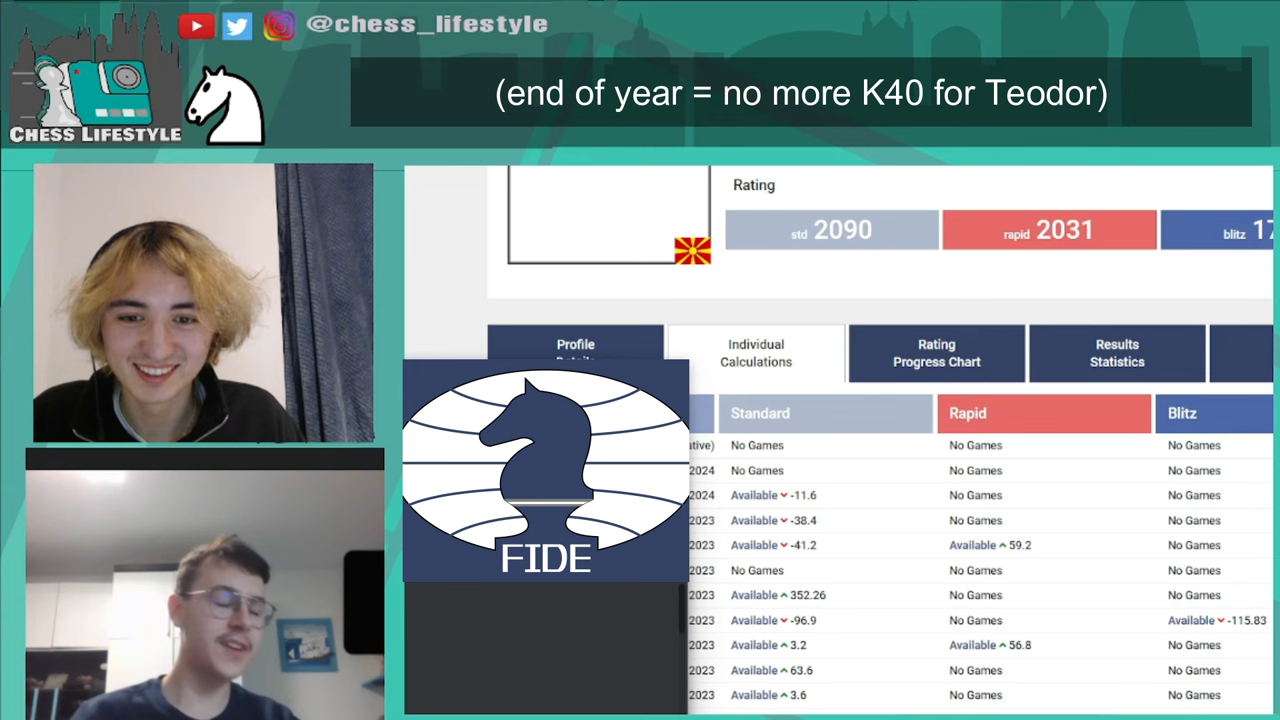 @chess_lifestyle
CHESS LIFESTYLE
(end of year = no more K40 for Teodor)
Rating
std 2090
rapid 2031
blitz 17
Profile
Individual
Calculations
Rating
Progress Chart
Results
Statistics
Standard
Rapid
Blitz
ative) No Games No Games No Games
2024 No Games No Games No Games
2024 Available -11.6 No Games No Games
2023 Available -38.4 No Games No Games
2023 Available -41.2 Available 59.2 No Games
2023 No Games No Games No Games
2023 Available 352.26 No Games No Games
2023 Available -96.9 No Games Available -115.83
2023 Available 3.2 Available 56.8 No Games
2023 Available 63.6 No Games No Games
2023 Available 3.6 No Games No Games
FIDE